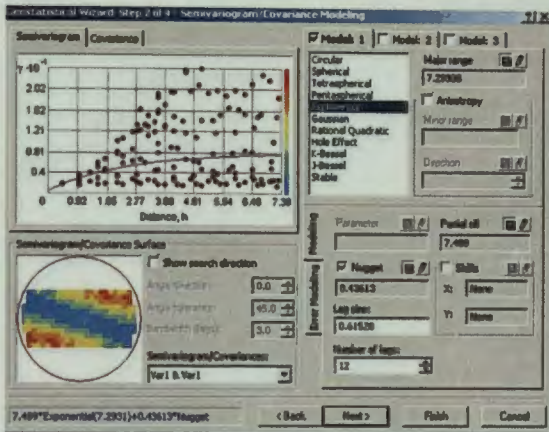 Geostatistical Wizard: Step 2 of 4 - Semivariogram/Covariance Modeling
Semivariogram
Covariance
γ·10⁻¹
2.02
1.62
1.21
0.81
0.4
0 0.92 1.85 2.77 3.69 4.61 5.54 6.46 7.38
Distance, h
Model: 1
Model: 2
Model: 3
Circular
Spherical
Tetraspherical
Pentaspherical
Exponential
Gaussian
Rational Quadratic
Hole Effect
K-Bessel
J-Bessel
Stable
Major range
Anisotropy
Minor range
Direction
Semivariogram/Covariance Surface
Show search direction
Angle direction:
0.0
Angle tolerance:
45.0
Bandwidth (lags):
3.0
Semivariogram/Covariances:
Var1 & Var1
Modeling
Error Modeling
Parameter
Partial sill
7.489
Nugget
0.43613
Shifts
X: None
Y: None
Lag size:
0.61528
Number of lags:
12
7.489*Exponential(7.2931)+0.43613*Nugget
< Back
Next >
Finish
Cancel